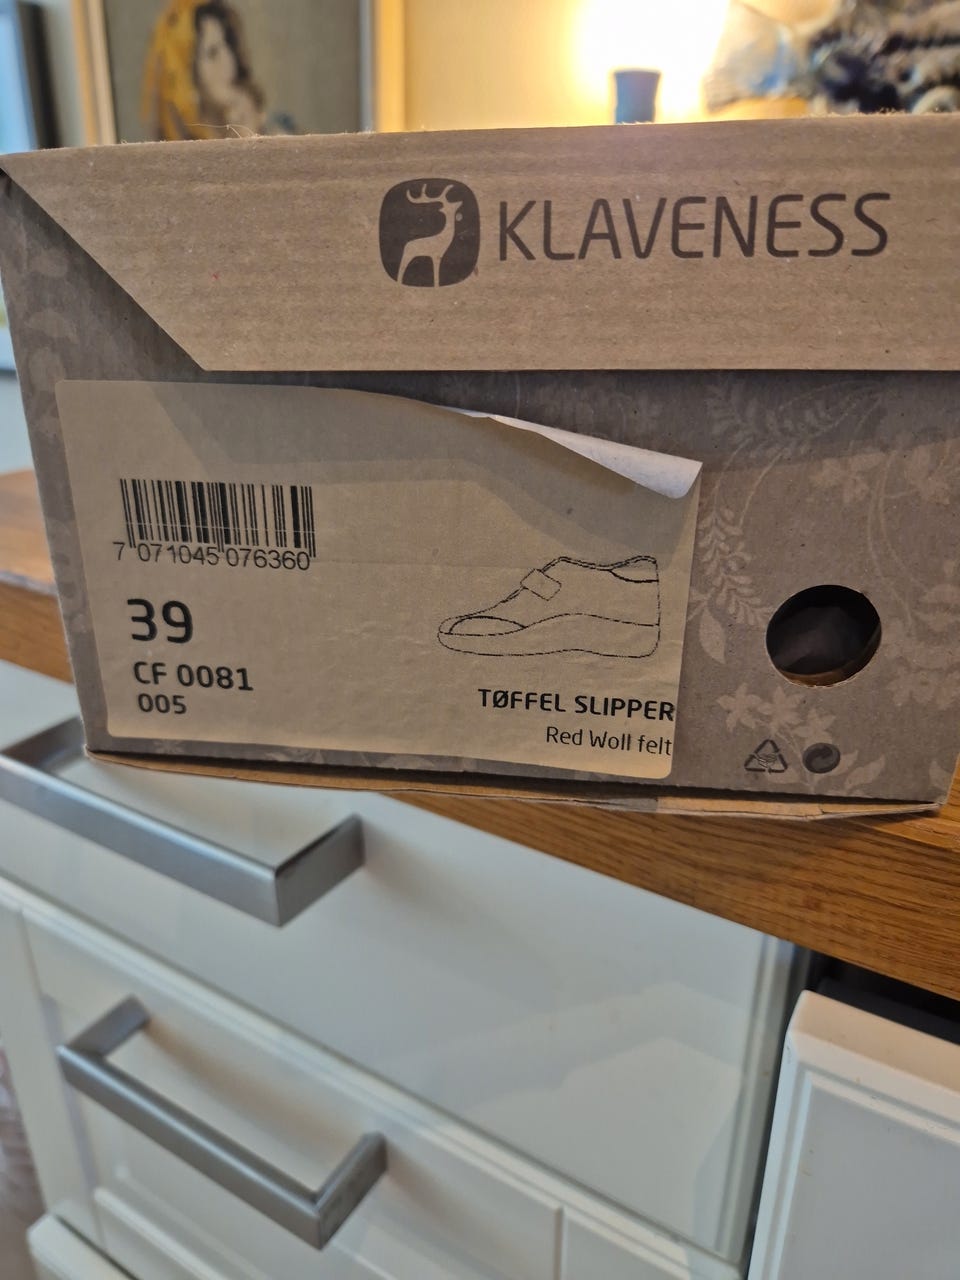 KLAVENESS
7 071045 076360
39
CF 0081
005
TØFFEL SLIPPER
Red Woll felt